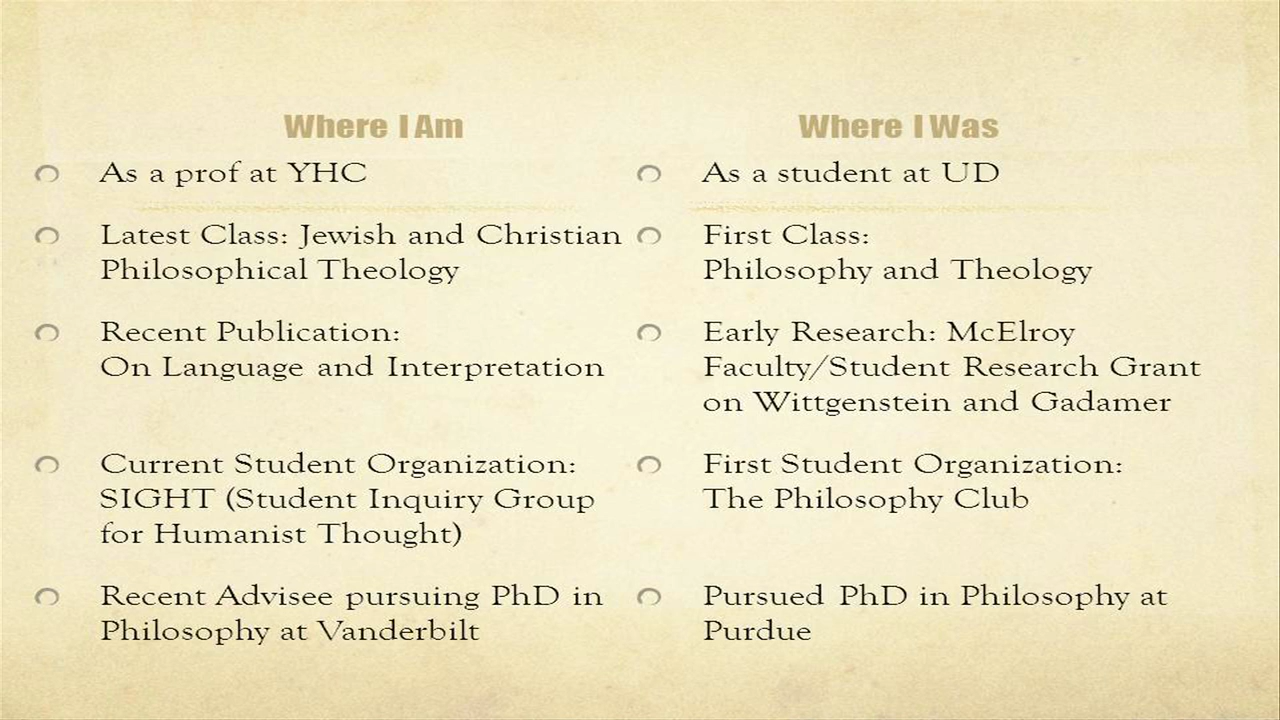 Where I Am
As a prof at YHC
Latest Class: Jewish and Christian
Philosophical Theology
Recent Publication:
On Language and Interpretation
Current Student Organization:
SIGHT (Student Inquiry Group
for Humanist Thought)
Recent Advisee pursuing PhD in
Philosophy at Vanderbilt
Where I Was
As a student at UD
First Class:
Philosophy and Theology
Early Research: McElroy
Faculty/Student Research Grant
on Wittgenstein and Gadamer
First Student Organization:
The Philosophy Club
Pursued PhD in Philosophy at
Purdue